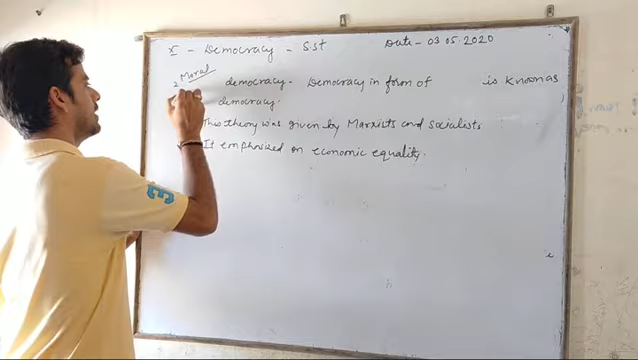 X - Democracy - S.St Date - 03.05.2020
2 Moral democracy - Democracy in form of is known as
democracy.
This theory was given by Marxists and socialists
It emphasized on economic equality.